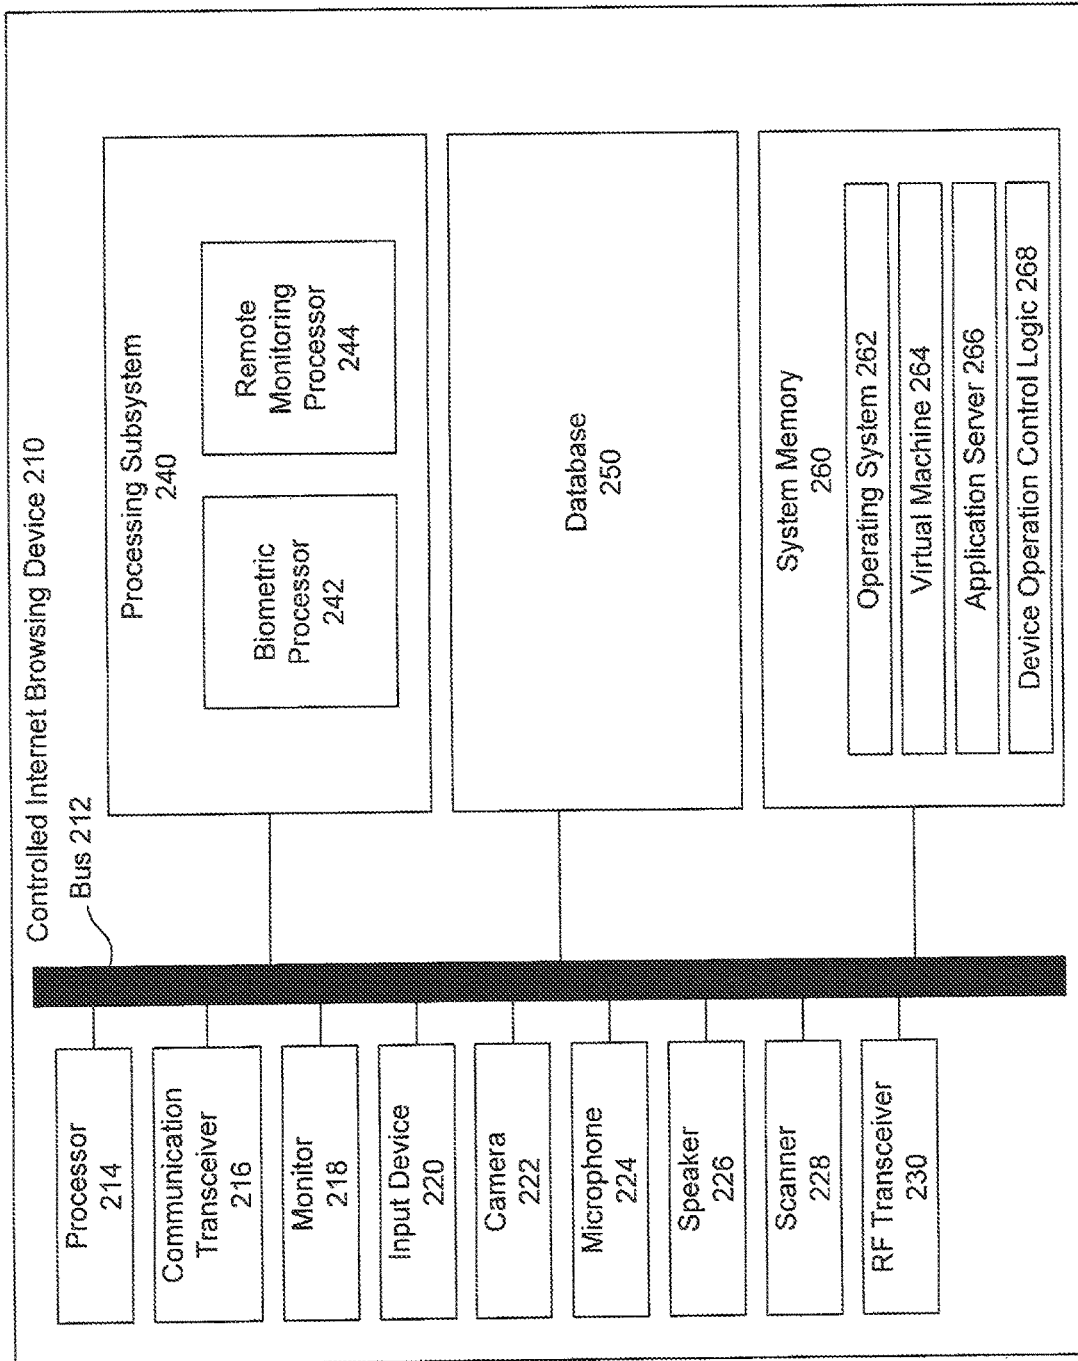 Controlled Internet Browsing Device 210
Bus 212
Processor
214
Communication
Transceiver
216
Monitor
218
Input Device
220
Camera
222
Microphone
224
Speaker
226
Scanner
228
RF Transceiver
230
Processing Subsystem
240
Biometric
Processor
242
Remote
Monitoring
Processor
244
Database
250
System Memory
260
Operating System 262
Virtual Machine 264
Application Server 266
Device Operation Control Logic 268